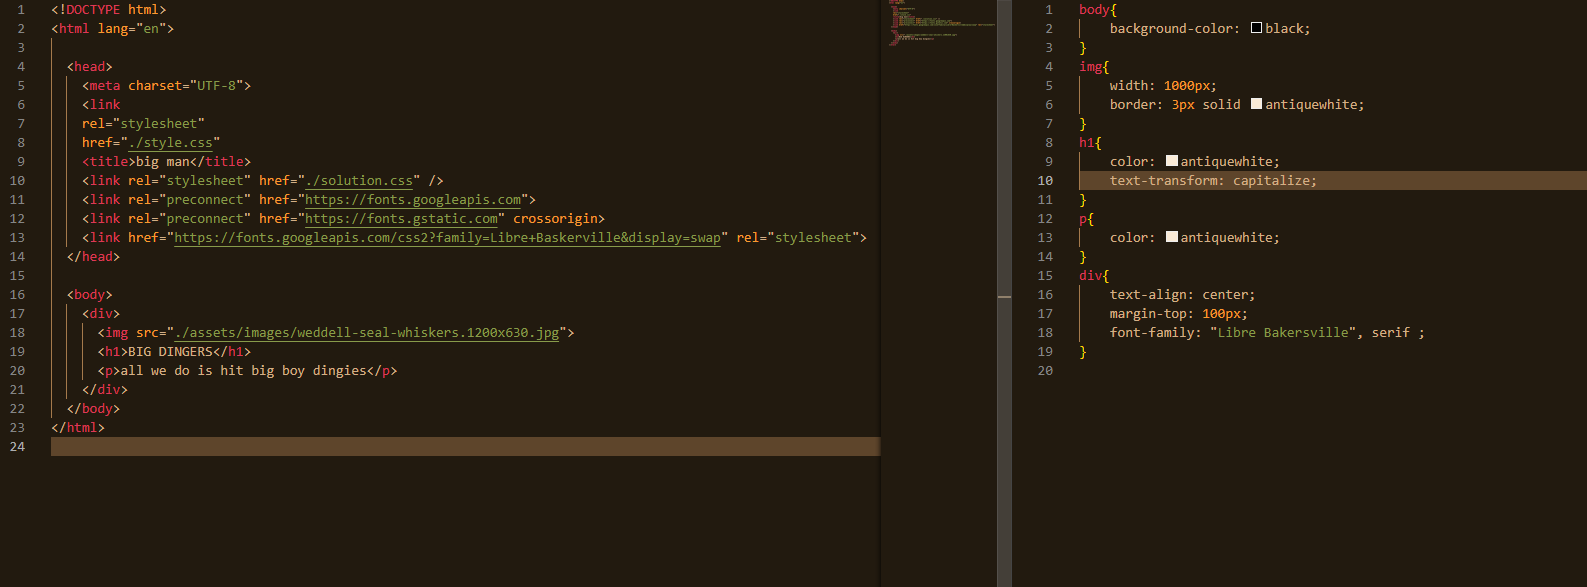 1 <!DOCTYPE html>
2 <html lang="en">
3
4 <head>
5 <meta charset="UTF-8">
6 <link
7 rel="stylesheet"
8 href="./style.css"
9 <title>big man</title>
10 <link rel="stylesheet" href="./solution.css" />
11 <link rel="preconnect" href="https://fonts.googleapis.com">
12 <link rel="preconnect" href="https://fonts.gstatic.com" crossorigin>
13 <link href="https://fonts.googleapis.com/css2?family=Libre+Baskerville&display=swap" rel="stylesheet">
14 </head>
15
16 <body>
17 <div>
18 <img src="./assets/images/weddell-seal-whiskers.1200x630.jpg">
19 <h1>BIG DINGERS</h1>
20 <p>all we do is hit big boy dingies</p>
21 </div>
22 </body>
23 </html>
24
1 body{
2 background-color: black;
3 }
4 img{
5 width: 1000px;
6 border: 3px solid antiquewhite;
7 }
8 h1{
9 color: antiquewhite;
10 text-transform: capitalize;
11 }
12 p{
13 color: antiquewhite;
14 }
15 div{
16 text-align: center;
17 margin-top: 100px;
18 font-family: "Libre Bakersville", serif ;
19 }
20